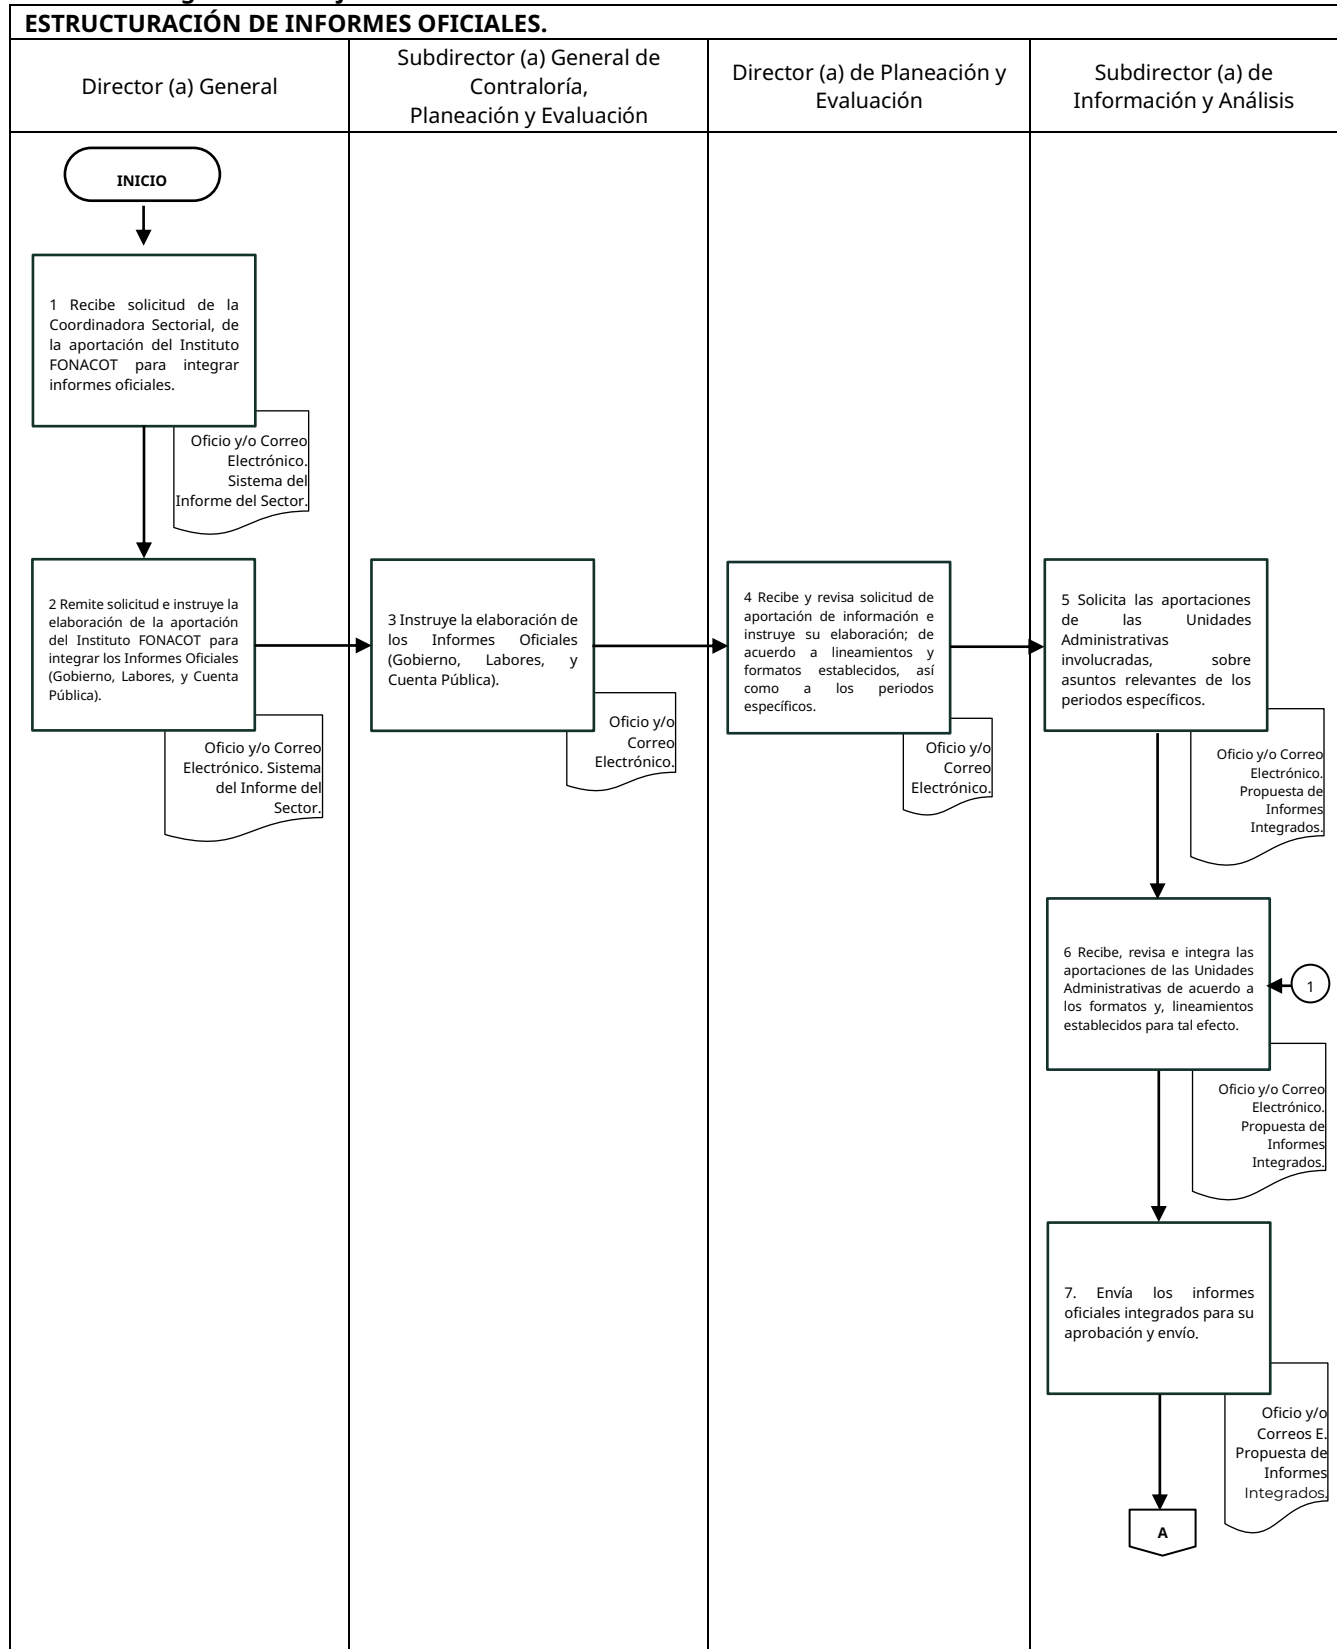 ESTRUCTURACIÓN DE INFORMES OFICIALES.
Director (a) General
Subdirector (a) General de
Contraloría,
Planeación y Evaluación
Director (a) de Planeación y
Evaluación
Subdirector (a) de
Información y Análisis
INICIO
1 Recibe solicitud de la
Coordinadora Sectorial, de
la aportación del Instituto
FONACOT para integrar
informes oficiales.
Oficio y/o Correo
Electrónico.
Sistema del
Informe del Sector.
2 Remite solicitud e instruye la
elaboración de la aportación
del Instituto FONACOT para
integrar los Informes Oficiales
(Gobierno, Labores, y Cuenta
Pública).
Oficio y/o Correo
Electrónico. Sistema
del Informe del
Sector.
3 Instruye la elaboración de
los Informes Oficiales
(Gobierno, Labores, y
Cuenta Pública).
Oficio y/o
Correo
Electrónico.
4 Recibe y revisa solicitud de
aportación de información e
instruye su elaboración; de
acuerdo a lineamientos y
formatos establecidos, así
como a los periodos
específicos.
Oficio y/o
Correo
Electrónico.
5 Solicita las aportaciones
de las Unidades
Administrativas
involucradas, sobre
asuntos relevantes de los
periodos específicos.
Oficio y/o Correo
Electrónico.
Propuesta de
Informes
Integrados.
6 Recibe, revisa e integra las
aportaciones de las Unidades
Administrativas de acuerdo a
los formatos y, lineamientos
establecidos para tal efecto.
1
Oficio y/o Correo
Electrónico.
Propuesta de
Informes
Integrados.
7. Envía los informes
oficiales integrados para su
aprobación y envío.
Oficio y/o
Correos E.
Propuesta de
Informes
Integrados.
A